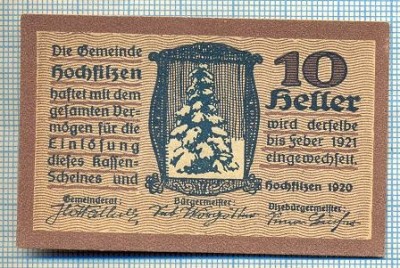 Die Gemeinde
Hochfilzen
haftet mit dem
gesamten Ver-
mögen für die
Einlösung
dieses Kassen-
Scheines und
10
Heller
wird derselbe
bis Feber 1921
eingewechselt.
Hochfilzen 1920
Gemeinderat:
Bürgermeister:
Vizebürgermeister: